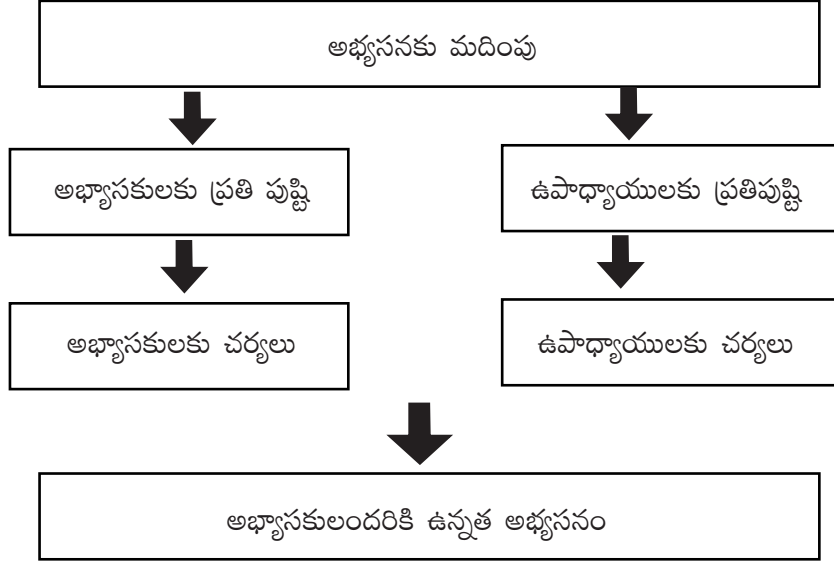 అభ్యసనకు మదింపు
అభ్యాసకులకు ప్రతి పుష్టి
ఉపాధ్యాయులకు ప్రతిపుష్టి
అభ్యాసకులకు చర్యలు
ఉపాధ్యాయులకు చర్యలు
అభ్యాసకులందరికి ఉన్నత అభ్యసనం